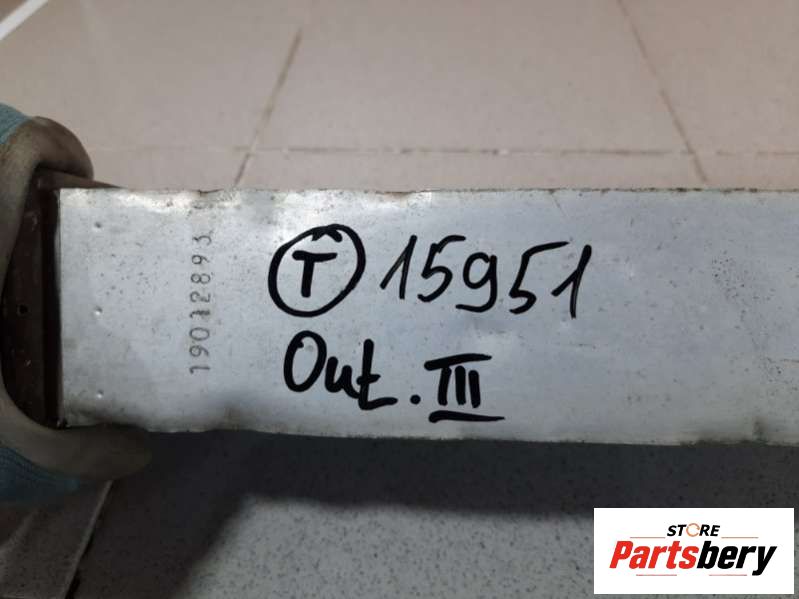 19012893
T 15951
Out. III
STORE
Partsbery